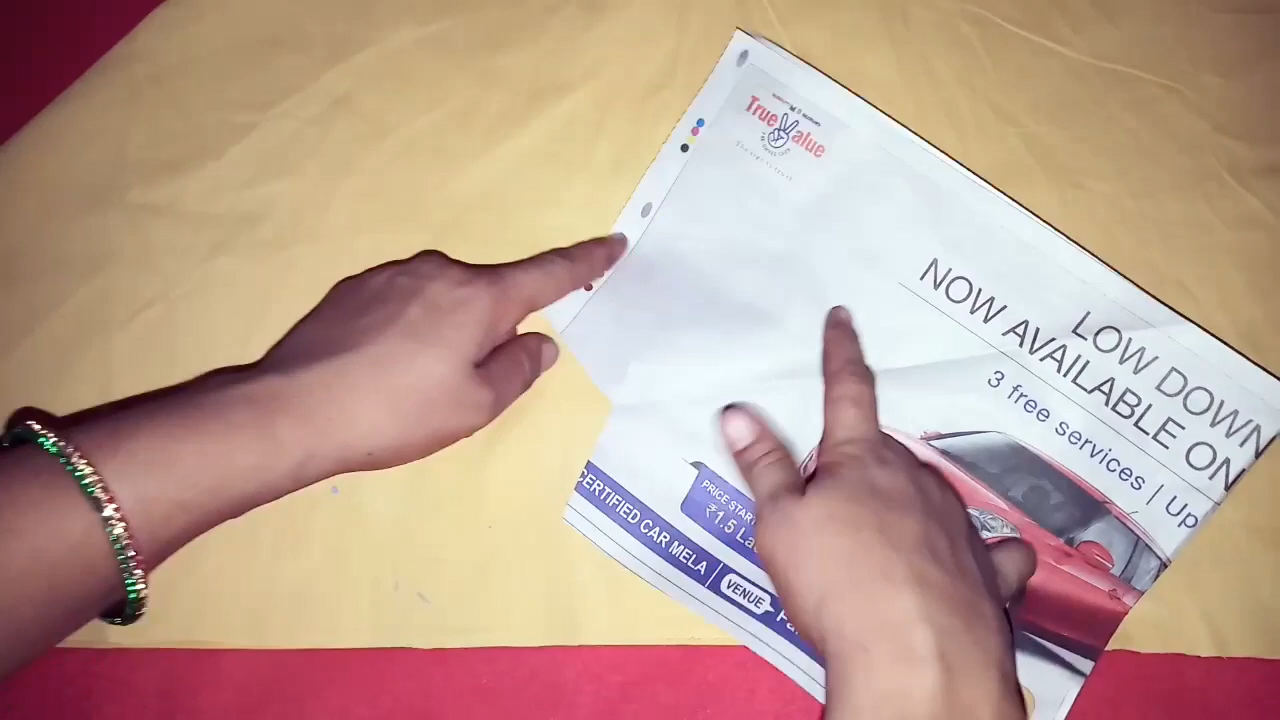 True Value
LOW DOWN
NOW AVAILABLE ON
3 free services | Up
PRICE STAR
₹1.5 La
CERTIFIED CAR MELA | VENUE